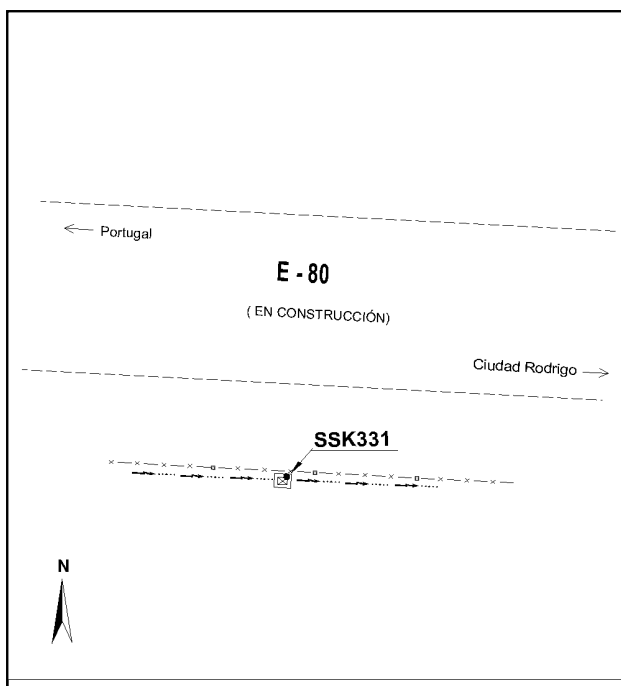 Portugal
E - 80
( EN CONSTRUCCIÓN)
Ciudad Rodrigo
SSK331
N